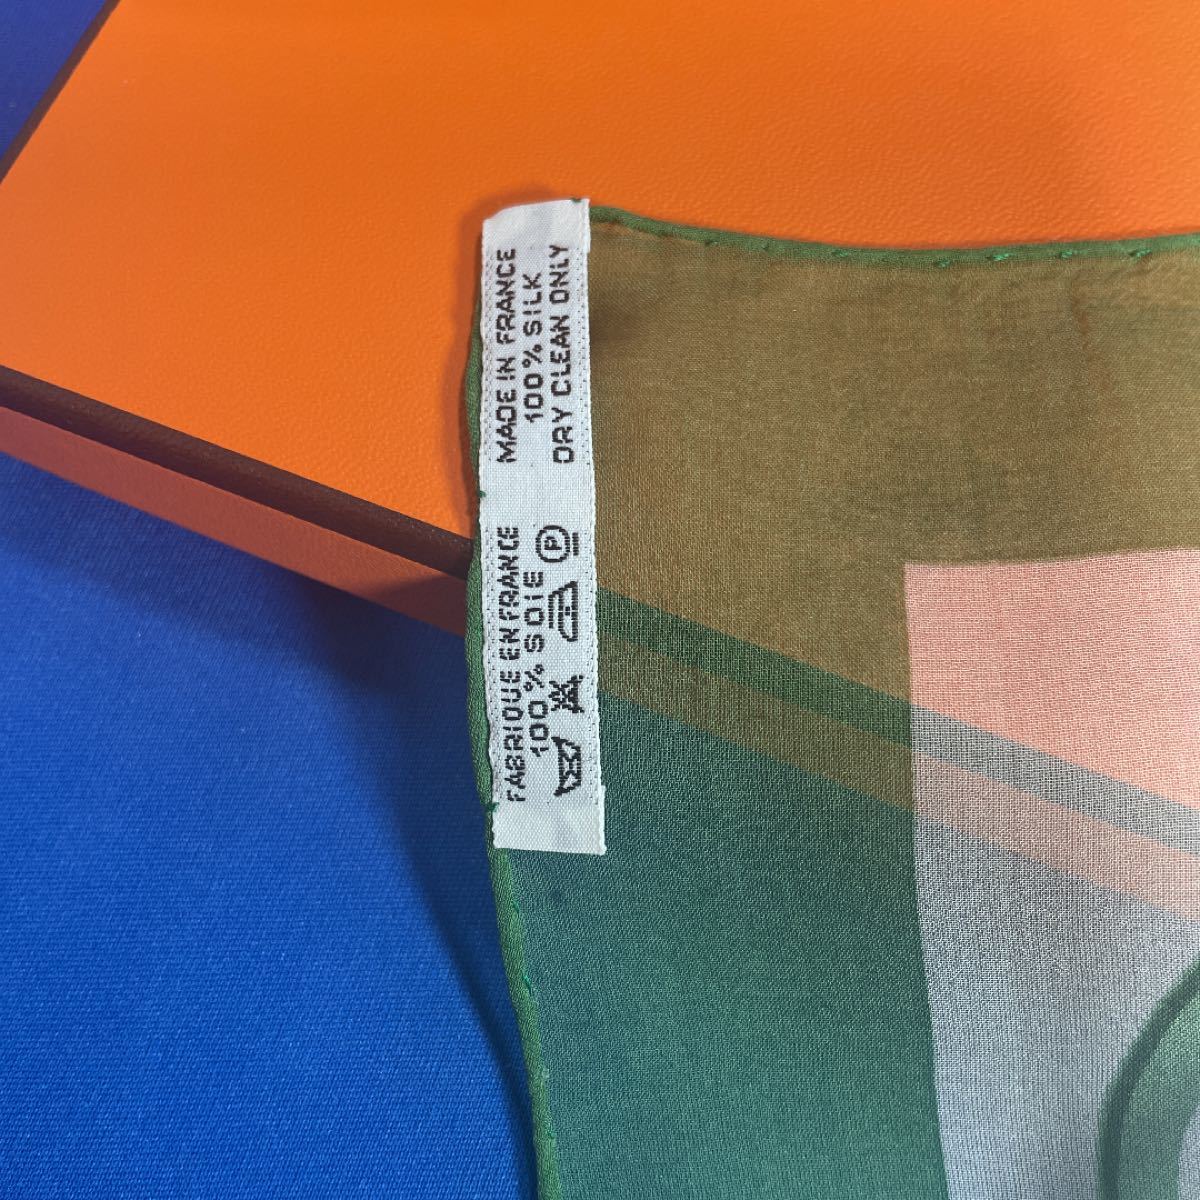 MADE IN FRANCE
100% SILK
DRY CLEAN ONLY
FABRIQUE EN FRANCE
100% SOIE
P